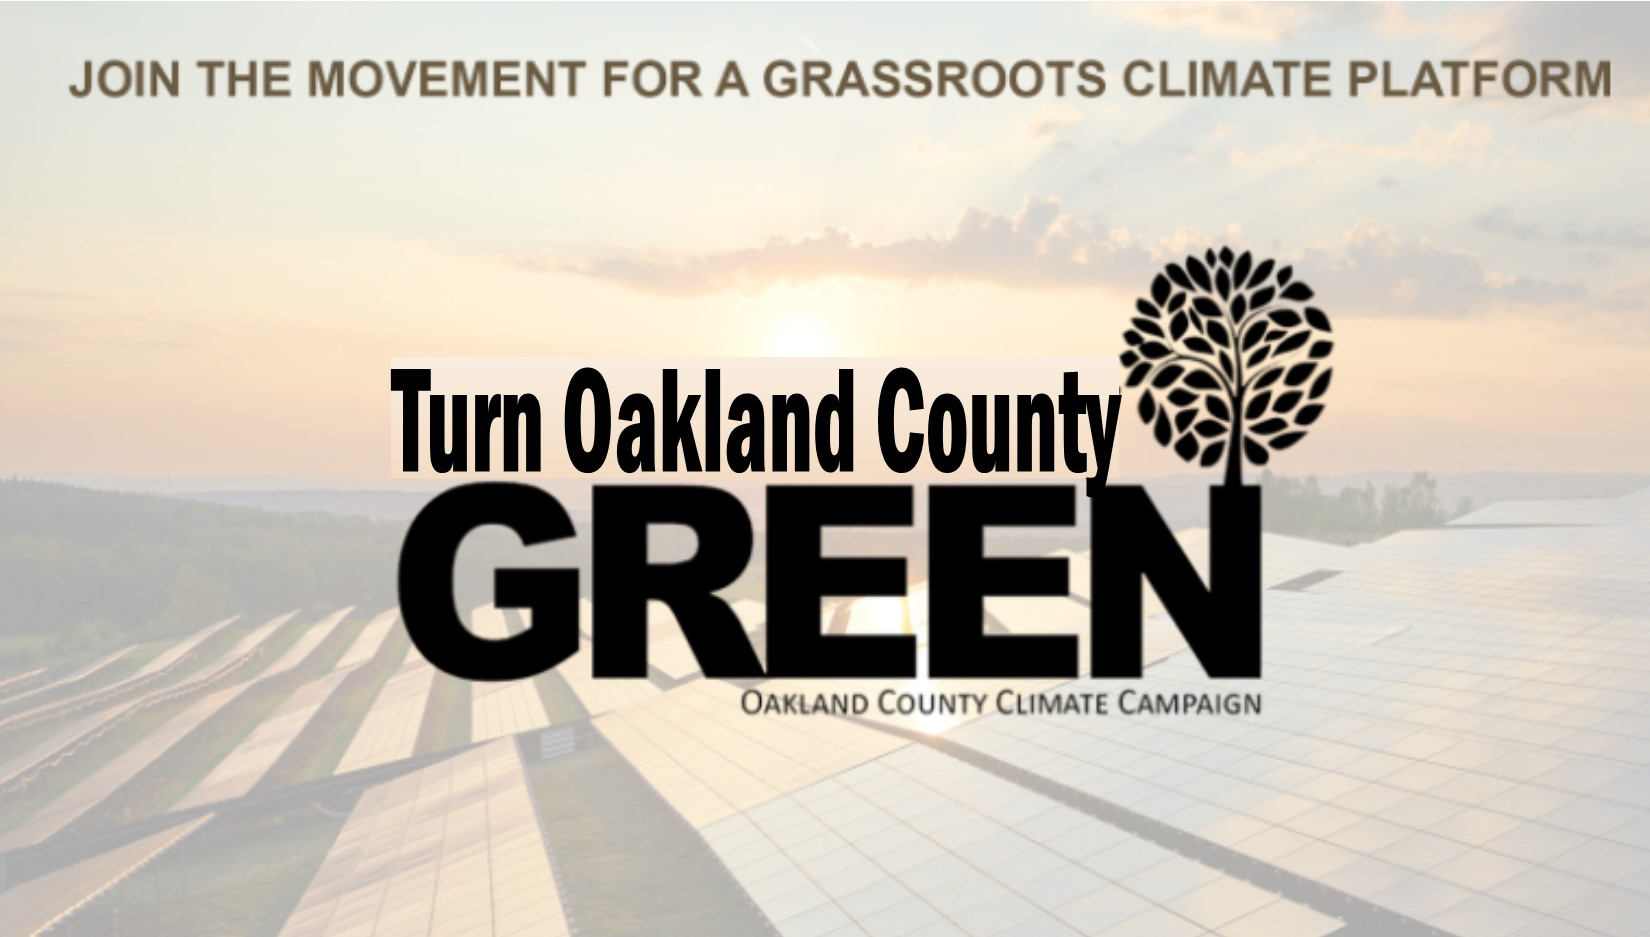 JOIN THE MOVEMENT FOR A GRASSROOTS CLIMATE PLATFORM
Turn Oakland County
GREEN
OAKLAND COUNTY CLIMATE CAMPAIGN